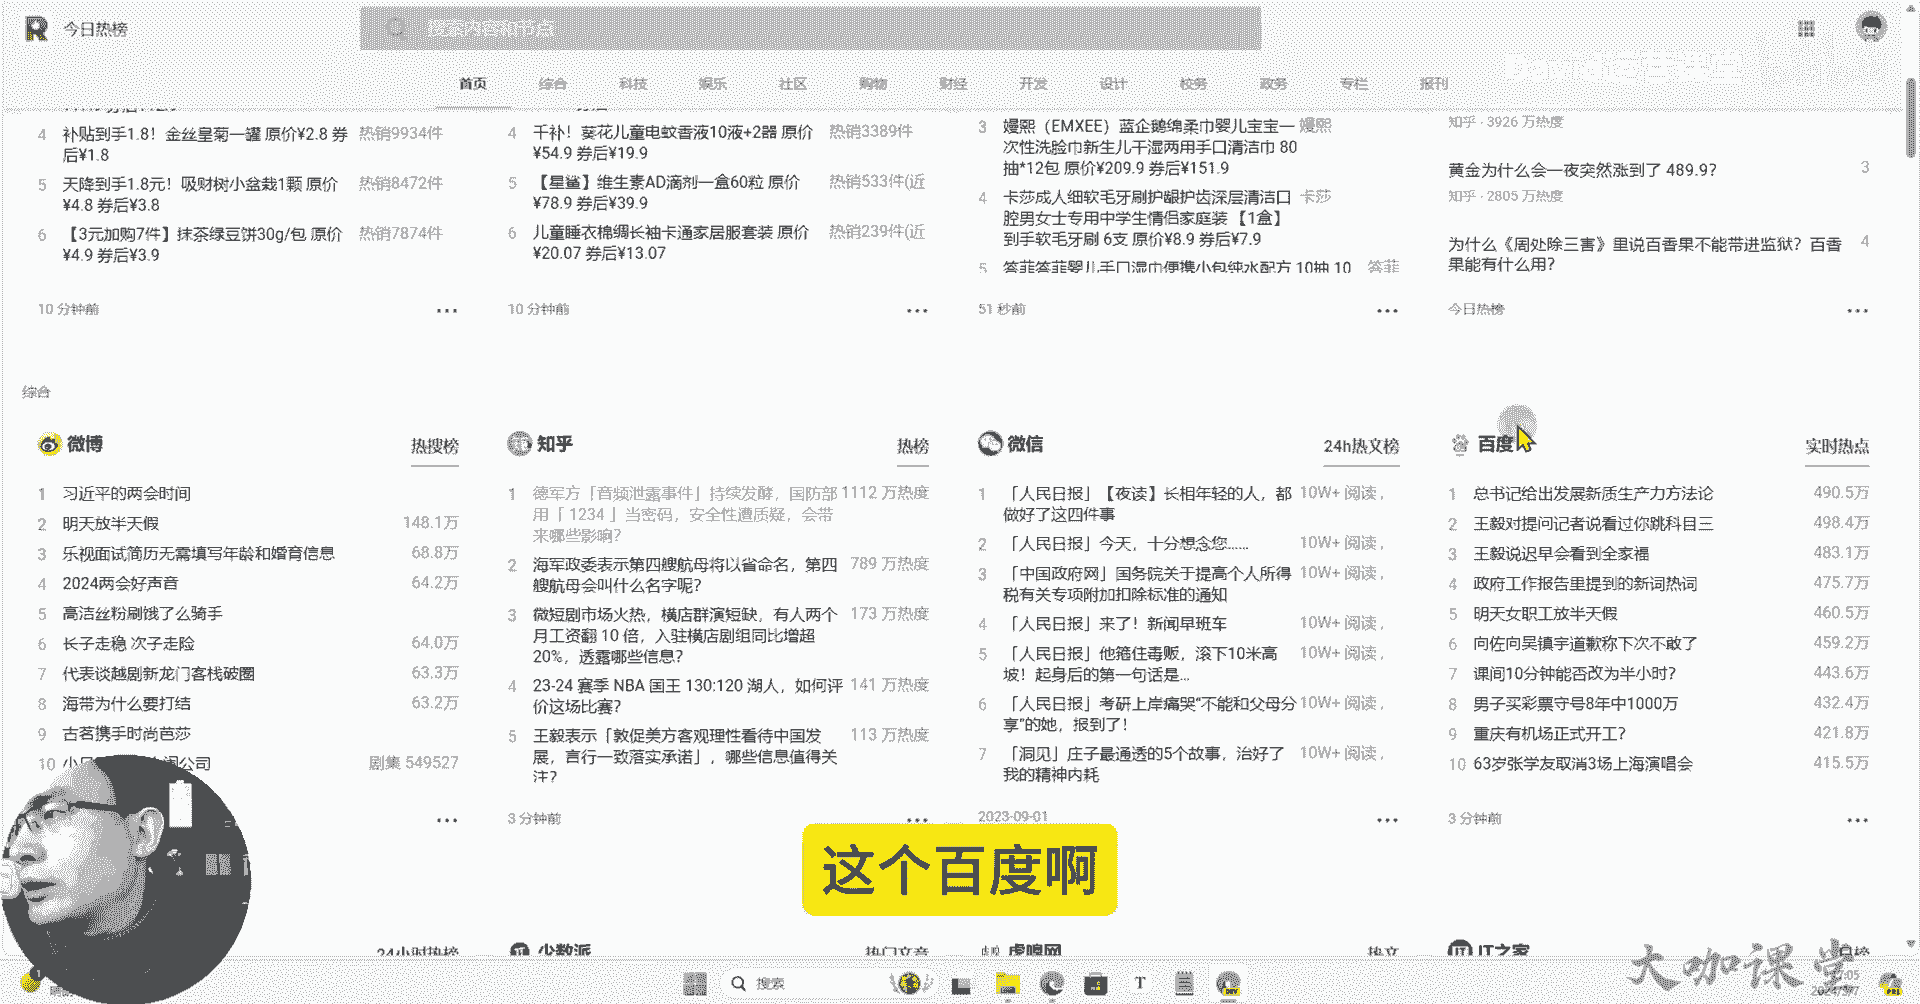 今日热榜
搜索内容和节点
首页 综合 科技 娱乐 社区 购物 财经 开发 设计 校务 政务 专栏 报刊
4 补贴到手1.8！金丝皇菊一罐 原价¥2.8 券 热销9934件
后¥1.8
5 天降到手1.8元！吸财树小盆栽1颗 原价 热销8472件
¥4.8 券后¥3.8
6 【3元加购7件】抹茶绿豆饼30g/包 原价 热销7874件
¥4.9 券后¥3.9
10 分钟前
4 千补！葵花儿童电蚊香液10液+2器 原价 热销3389件
¥54.9 券后¥19.9
5 【星鲨】维生素AD滴剂一盒60粒 原价 热销533件(近
¥78.9 券后¥39.9
6 儿童睡衣棉绸长袖卡通家居服套装 原价 热销239件(近
¥20.07 券后¥13.07
10 分钟前
3 嫚熙（EMXEE）蓝企鹅绵柔巾婴儿宝宝一 嫚熙
次性洗脸巾新生儿干湿两用手口清洁巾 80
抽*12包 原价¥209.9 券后¥151.9
4 卡莎成人细软毛牙刷护龈护齿深层清洁口 卡莎
腔男女士专用中学生情侣家庭装 【1盒】
到手软毛牙刷 6支 原价¥8.9 券后¥7.9
5 答菲答菲婴儿手口湿巾便携小包纯水配方 10抽 10 答菲
51 秒前
知乎 · 3926 万热度
黄金为什么会一夜突然涨到了 489.9? 3
知乎 · 2805 万热度
为什么《周处除三害》里说百香果不能带进监狱？百香 4
果能有什么用？
今日热榜
综合
微博 热搜榜
1 习近平的两会时间
2 明天放半天假 148.1万
3 乐视面试简历无需填写年龄和婚育信息 68.8万
4 2024两会好声音 64.2万
5 高洁丝粉刷饿了么骑手
6 长子走稳 次子走险 64.0万
7 代表谈越剧新龙门客栈破圈 63.3万
8 海带为什么要打结 63.2万
9 古茗携手时尚芭莎
10 公司 剧集 549527
知乎 热榜
1 德军方「音频泄露事件」持续发酵，国防部 1112 万热度
用「 1234 」当密码，安全性遭质疑，会带
来哪些影响？
2 海军政委表示第四艘航母将以省命名，第四 789 万热度
艘航母会叫什么名字呢？
3 微短剧市场火热，横店群演短缺，有人两个 173 万热度
月工资翻 10 倍，入驻横店剧组同比增超
20%，透露哪些信息？
4 23-24 赛季 NBA 国王 130:120 湖人，如何评 141 万热度
价这场比赛？
5 王毅表示「敦促美方客观理性看待中国发 113 万热度
展，言行一致落实承诺」，哪些信息值得关
注？
3 分钟前
微信 24h热文榜
1 「人民日报」【夜读】长相年轻的人，都 10W+ 阅读，
做好了这四件事
2 「人民日报」今天，十分想念您…… 10W+ 阅读，
3 「中国政府网」国务院关于提高个人所得 10W+ 阅读，
税有关专项附加扣除标准的通知
4 「人民日报」来了！新闻早班车 10W+ 阅读，
5 「人民日报」他箍住毒贩，滚下10米高 10W+ 阅读，
坡！起身后的第一句话是...
6 「人民日报」考研上岸痛哭“不能和父母分 10W+ 阅读，
享”的她，报到了！
7 「洞见」庄子最通透的5个故事，治好了 10W+ 阅读，
我的精神内耗
2023-09-01
百度 实时热点
1 总书记给出发展新质生产力方法论 490.5万
2 王毅对提问记者说看过你跳科目三 498.4万
3 王毅说迟早会看到全家福 483.1万
4 政府工作报告里提到的新词热词 475.7万
5 明天女职工放半天假 460.5万
6 向佐向吴镇宇道歉称下次不敢了 459.2万
7 课间10分钟能否改为半小时？ 443.6万
8 男子买彩票守号8年中1000万 432.4万
9 重庆有机场正式开工？ 421.8万
10 63岁张学友取消3场上海演唱会 415.5万
3 分钟前
这个百度啊
24小时热榜
少数派 热门文章
虎嗅网 热文
IT之家 日榜
搜索
大咖课堂